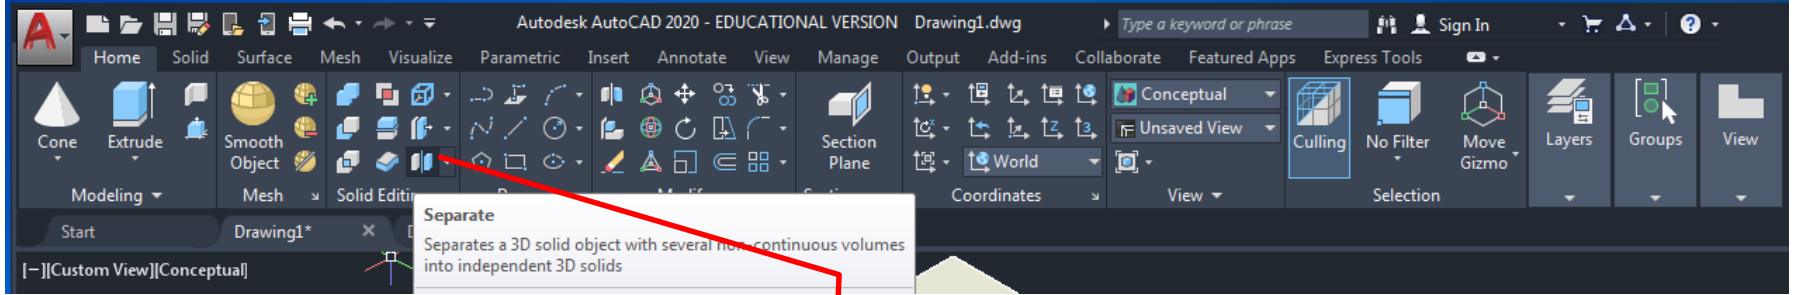 Autodesk AutoCAD 2020 - EDUCATIONAL VERSION Drawing1.dwg Type a keyword or phrase Sign In
Home Solid Surface Mesh Visualize Parametric Insert Annotate View Manage Output Add-ins Collaborate Featured Apps Express Tools
Conceptual
Unsaved View
World
Cone
Extrude
Smooth
Object
Section
Plane
Culling
No Filter
Move
Gizmo
Layers
Groups
View
Modeling Mesh Solid Coordinates View Selection
Start Drawing1*
Separate
Separates a 3D solid object with several non-continuous volumes
into independent 3D solids
[−][Custom View][Conceptual]